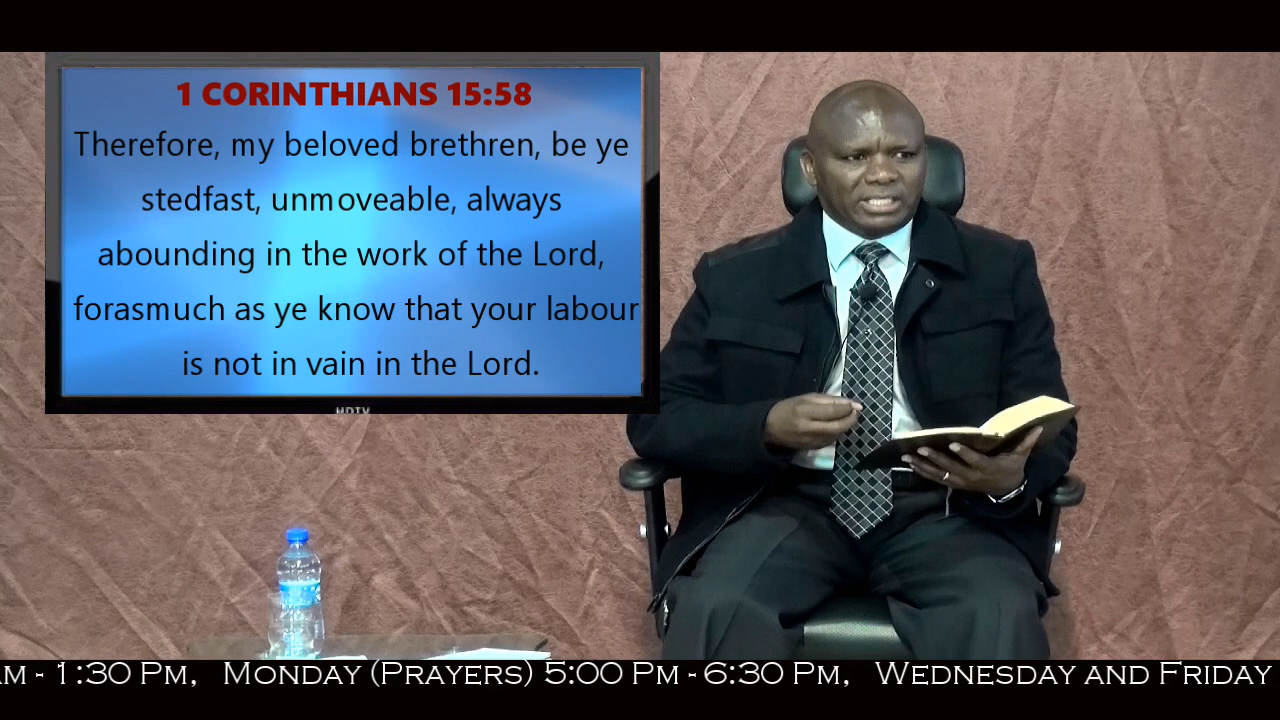 1 CORINTHIANS 15:58
Therefore, my beloved brethren, be ye
stedfast, unmoveable, always
abounding in the work of the Lord,
forasmuch as ye know that your labour
is not in vain in the Lord.
HDTV
AM - 1:30 PM, MONDAY (PRAYERS) 5:00 PM - 6:30 PM, WEDNESDAY AND FRIDAY